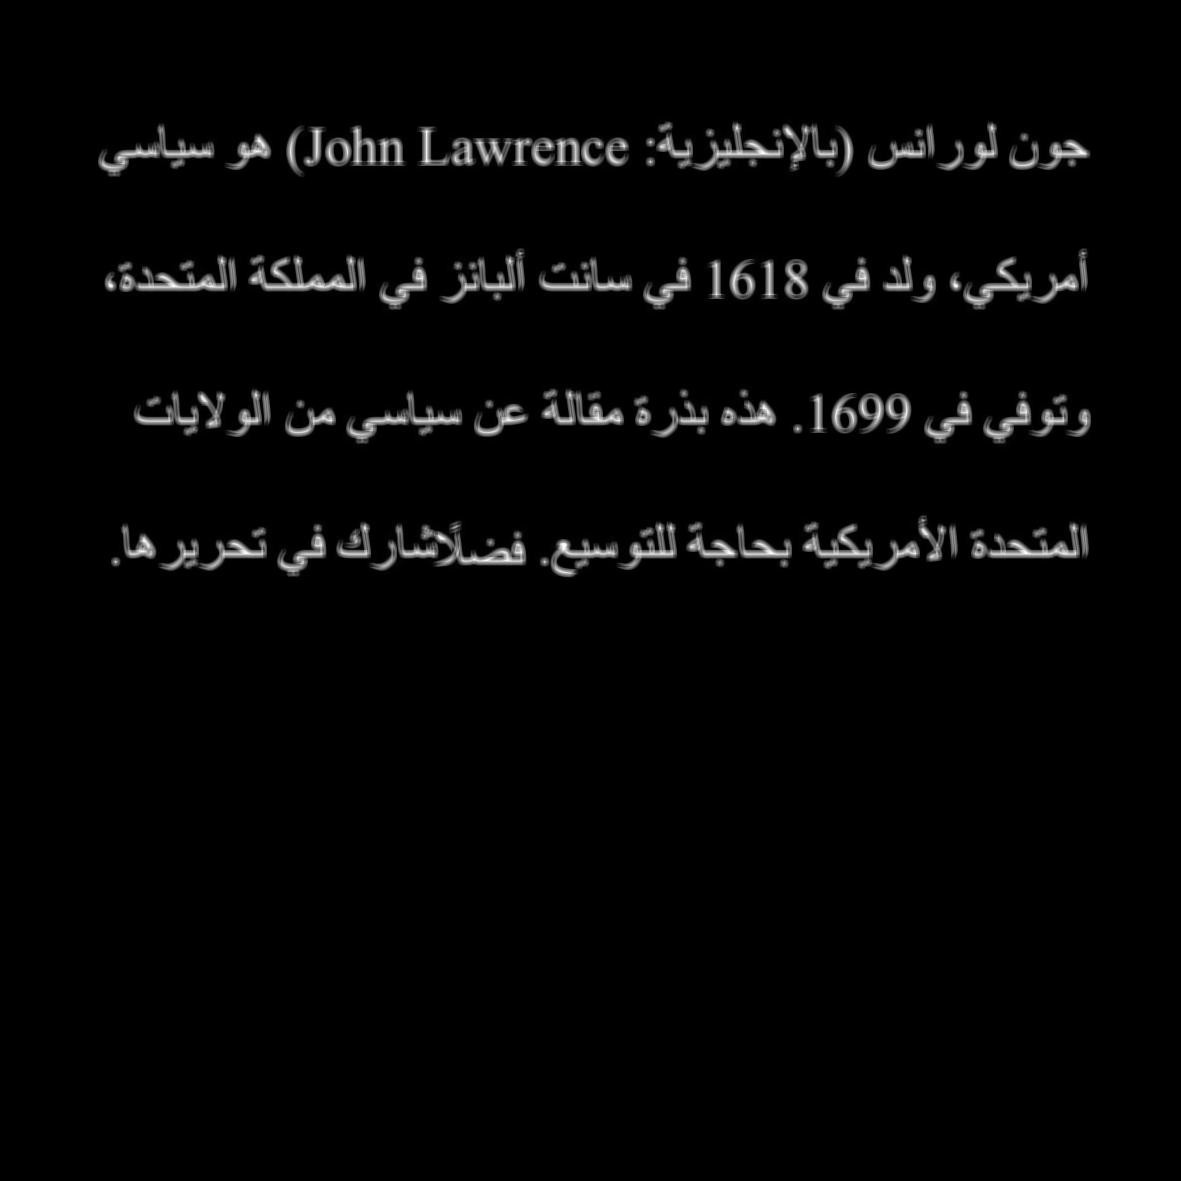 جون لورانس (بالإنجليزية: John Lawrence) هو سياسي
أمريكي، ولد في 1618 في سانت ألبانز في المملكة المتحدة،
وتوفي في 1699. هذه بذرة مقالة عن سياسي من الولايات
المتحدة الأمريكية بحاجة للتوسيع. فضلًاشارك في تحريرها.